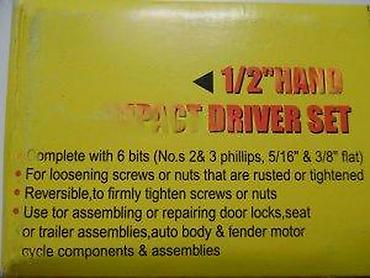 ◄ 1/2"HAND
IMPACT DRIVER SET
• Complete with 6 bits (No.s 2& 3 phillips, 5/16" & 3/8" flat)
• For loosening screws or nuts that are rusted or tightened
• Reversible,to firmly tighten screws or nuts
• Use tor assembling or repairing door locks,seat
or trailer assemblies,auto body & fender motor
cycle components & assemblies